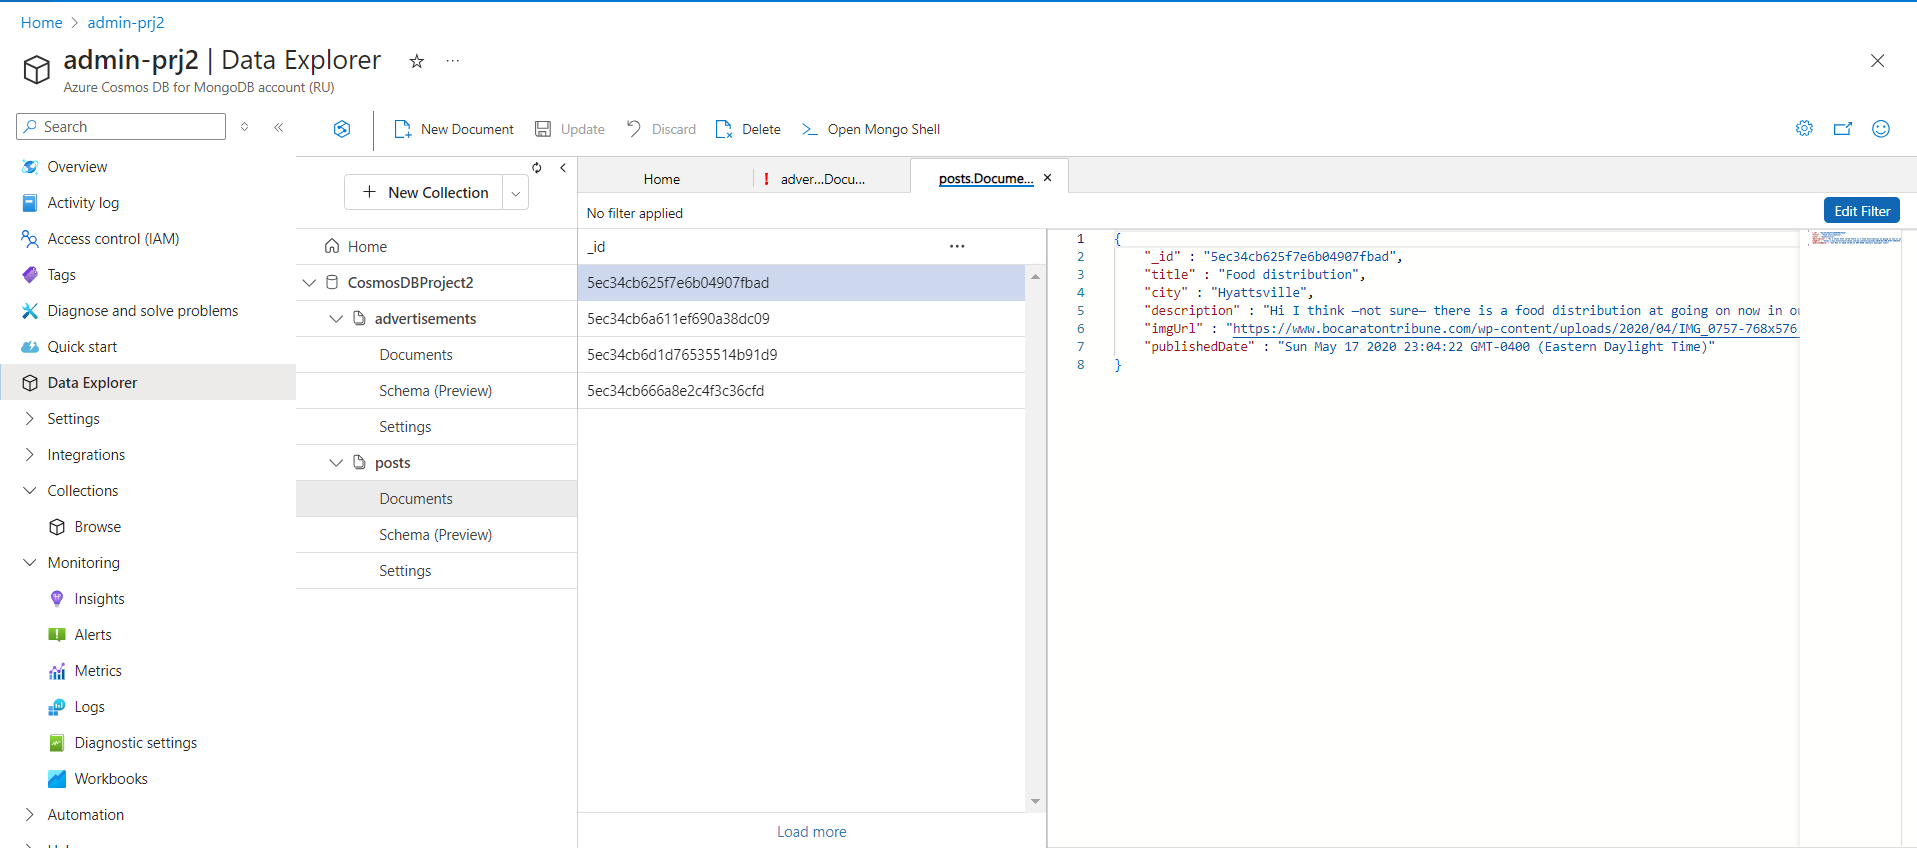 Home > admin-prj2
admin-prj2 | Data Explorer
Azure Cosmos DB for MongoDB account (RU)
Search
Overview
Activity log
Access control (IAM)
Tags
Diagnose and solve problems
Quick start
Data Explorer
Settings
Integrations
Collections
Browse
Monitoring
Insights
Alerts
Metrics
Logs
Diagnostic settings
Workbooks
Automation
New Document Update Discard Delete Open Mongo Shell
New Collection
Home
CosmosDBProject2
advertisements
Documents
Schema (Preview)
Settings
posts
Documents
Schema (Preview)
Settings
Home ! adver...Docu... posts.Docume...
No filter applied Edit Filter
_id
5ec34cb625f7e6b04907fbad
5ec34cb6a611ef690a38dc09
5ec34cb6d1d76535514b91d9
5ec34cb666a8e2c4f3c36cfd
Load more
1 {
2 "_id" : "5ec34cb625f7e6b04907fbad",
3 "title" : "Food distribution",
4 "city" : "Hyattsville",
5 "description" : "Hi I think –not sure– there is a food distribution at going on now in ou
6 "imgUrl" : "https://www.bocaratontribune.com/wp-content/uploads/2020/04/IMG_0757-768x576
7 "publishedDate" : "Sun May 17 2020 23:04:22 GMT-0400 (Eastern Daylight Time)"
8 }